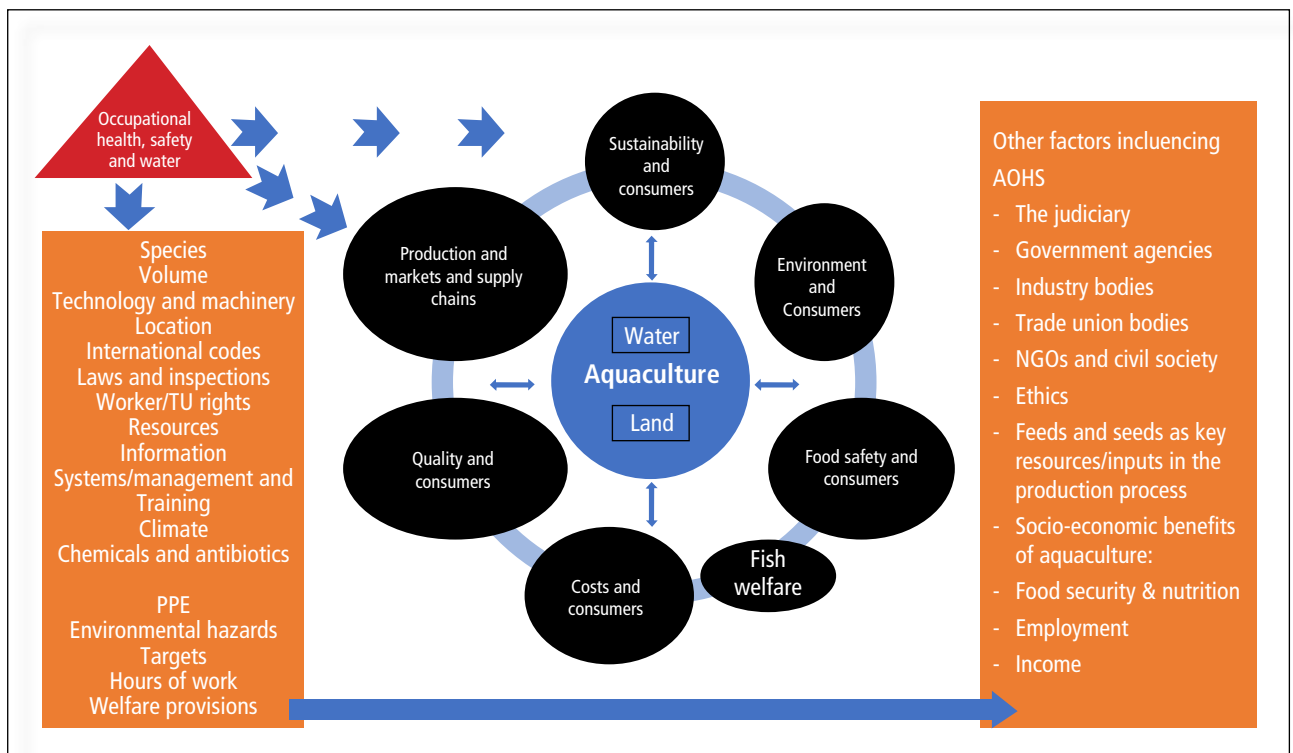 Occupational
health, safety
and water
Species
Volume
Technology and machinery
Location
International codes
Laws and inspections
Worker/TU rights
Resources
Information
Systems/management and
Training
Climate
Chemicals and antibiotics
PPE
Environmental hazards
Targets
Hours of work
Welfare provisions
Sustainability
and
consumers
Production and
markets and supply
chains
Environment
and
Consumers
Water
Aquaculture
Land
Quality and
consumers
Food safety and
consumers
Costs and
consumers
Fish
welfare
Other factors incluencing
AOHS
- The judiciary
- Government agencies
- Industry bodies
- Trade union bodies
- NGOs and civil society
- Ethics
- Feeds and seeds as key
resources/inputs in the
production process
- Socio-economic benefits
of aquaculture:
- Food security & nutrition
- Employment
- Income